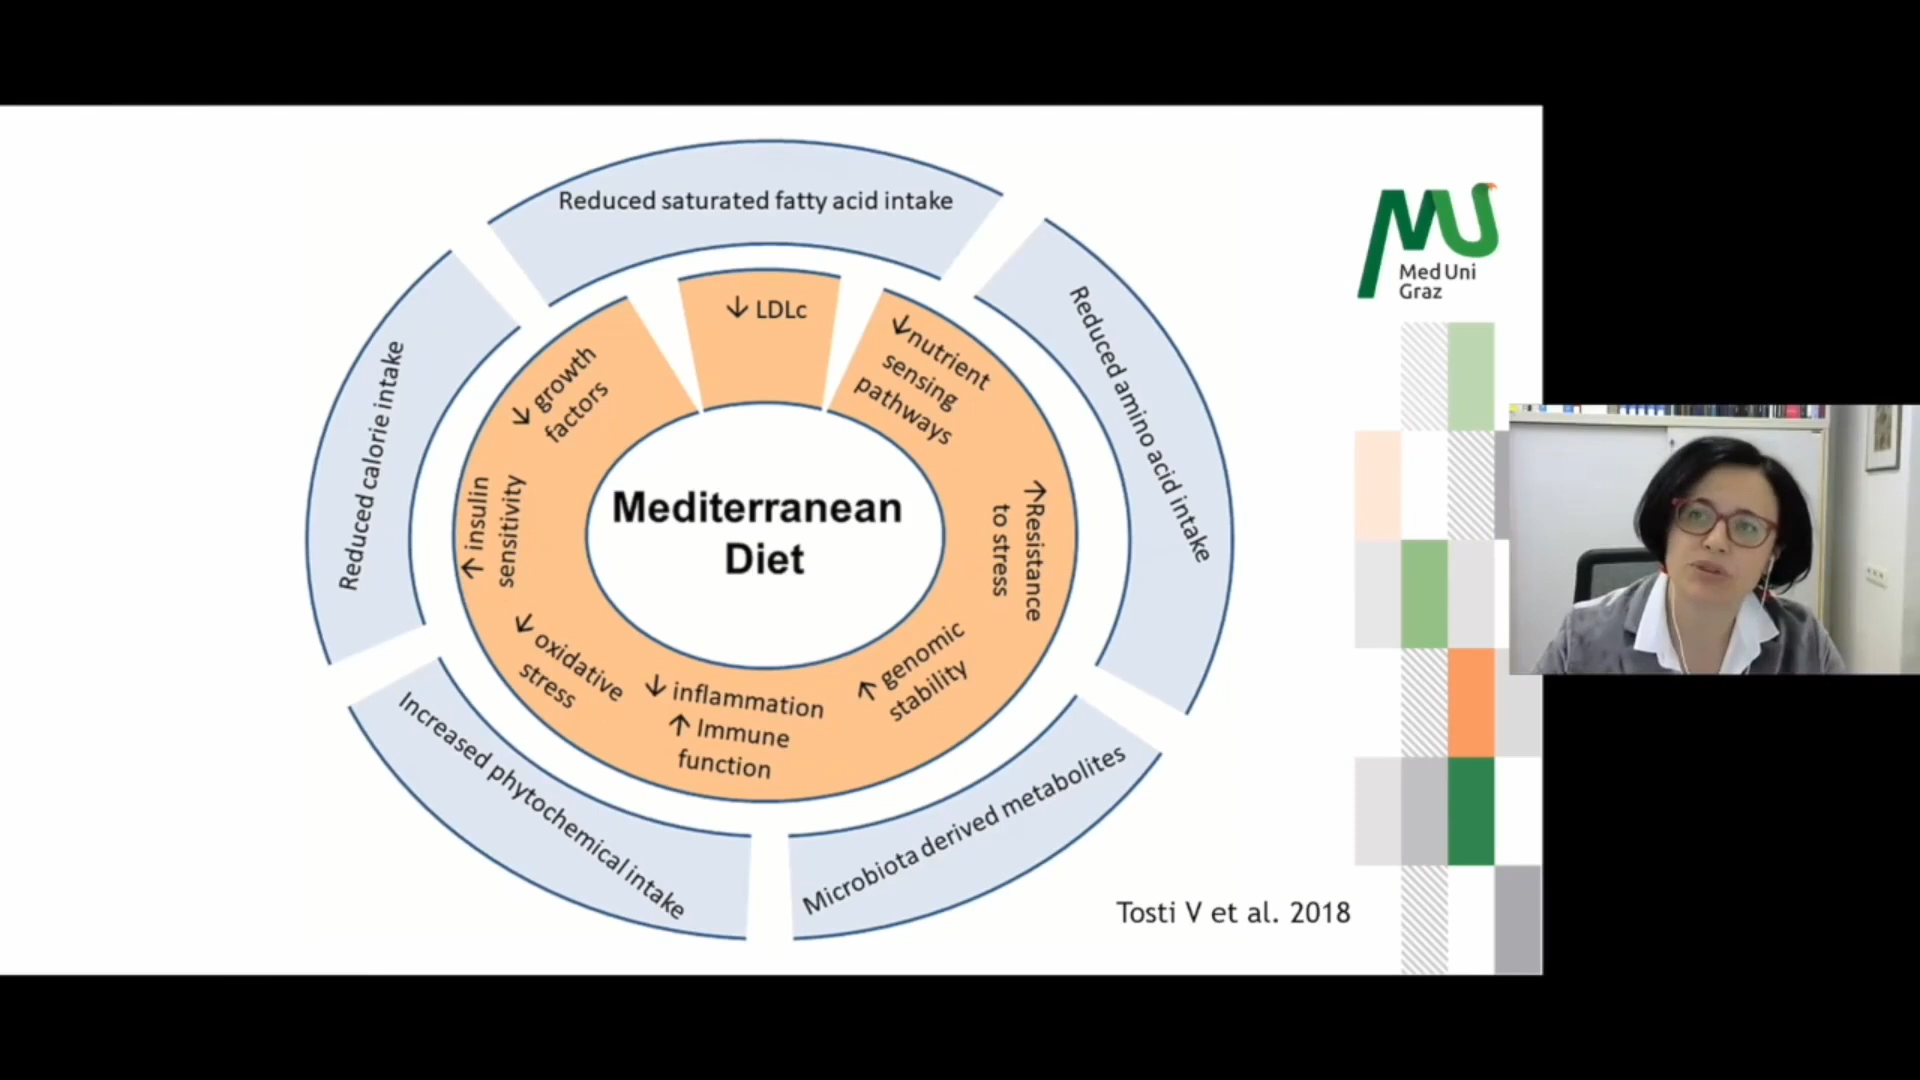 Reduced saturated fatty acid intake
↓ LDLc
↓nutrient
sensing
pathways
Reduced amino acid intake
↑Resistance
to stress
↑ genomic
stability
Microbiota derived metabolites
↓ inflammation
↑ Immune
function
Increased phytochemical intake
↓ oxidative
stress
↑ insulin
sensitivity
Reduced calorie intake
↓ growth
factors
Mediterranean
Diet
Med Uni
Graz
Tosti V et al. 2018